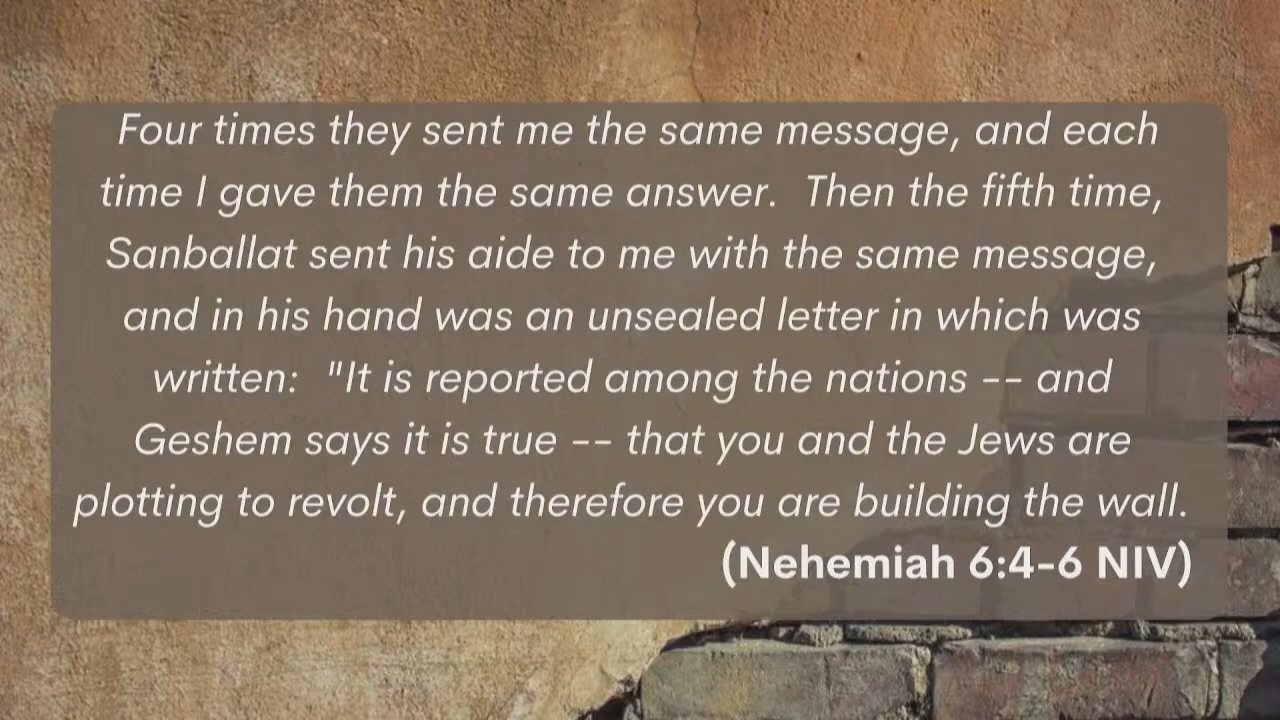 Four times they sent me the same message, and each
time I gave them the same answer.  Then the fifth time,
Sanballat sent his aide to me with the same message,
and in his hand was an unsealed letter in which was
written:  "It is reported among the nations -- and
Geshem says it is true -- that you and the Jews are
plotting to revolt, and therefore you are building the wall.
(Nehemiah 6:4-6 NIV)